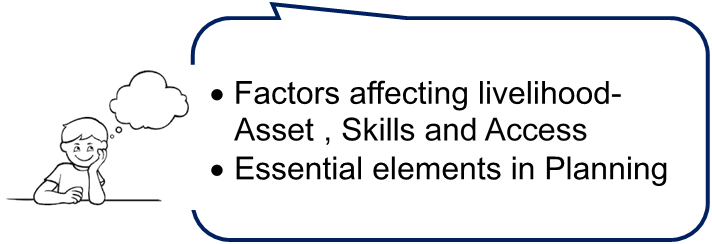 • Factors affecting livelihood-
Asset , Skills and Access
• Essential elements in Planning